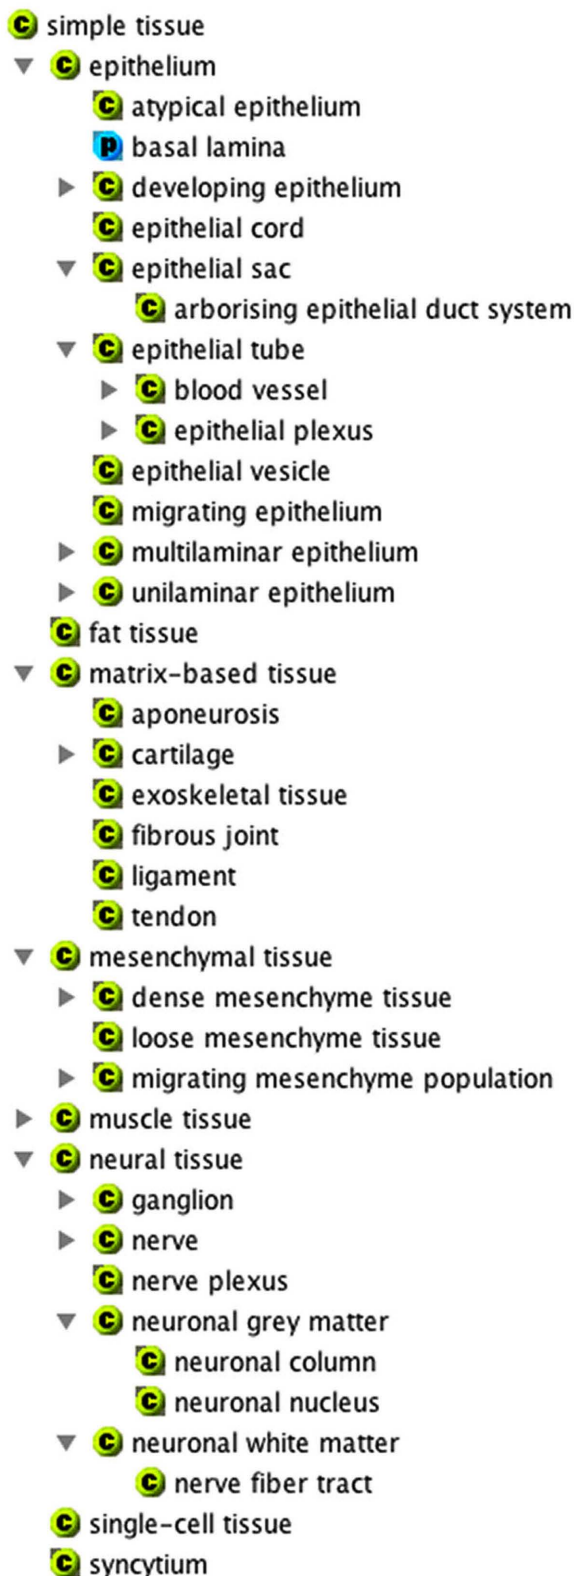 simple tissue
epithelium
atypical epithelium
basal lamina
developing epithelium
epithelial cord
epithelial sac
arborising epithelial duct system
epithelial tube
blood vessel
epithelial plexus
epithelial vesicle
migrating epithelium
multilaminar epithelium
unilaminar epithelium
fat tissue
matrix-based tissue
aponeurosis
cartilage
exoskeletal tissue
fibrous joint
ligament
tendon
mesenchymal tissue
dense mesenchyme tissue
loose mesenchyme tissue
migrating mesenchyme population
muscle tissue
neural tissue
ganglion
nerve
nerve plexus
neuronal grey matter
neuronal column
neuronal nucleus
neuronal white matter
nerve fiber tract
single-cell tissue
syncytium